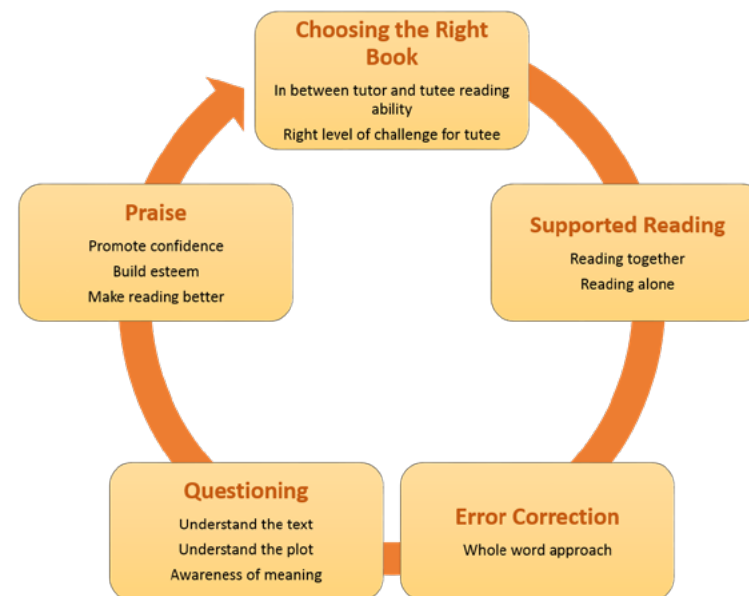 Choosing the Right
Book
In between tutor and tutee reading
ability
Right level of challenge for tutee
Supported Reading
Reading together
Reading alone
Error Correction
Whole word approach
Questioning
Understand the text
Understand the plot
Awareness of meaning
Praise
Promote confidence
Build esteem
Make reading better